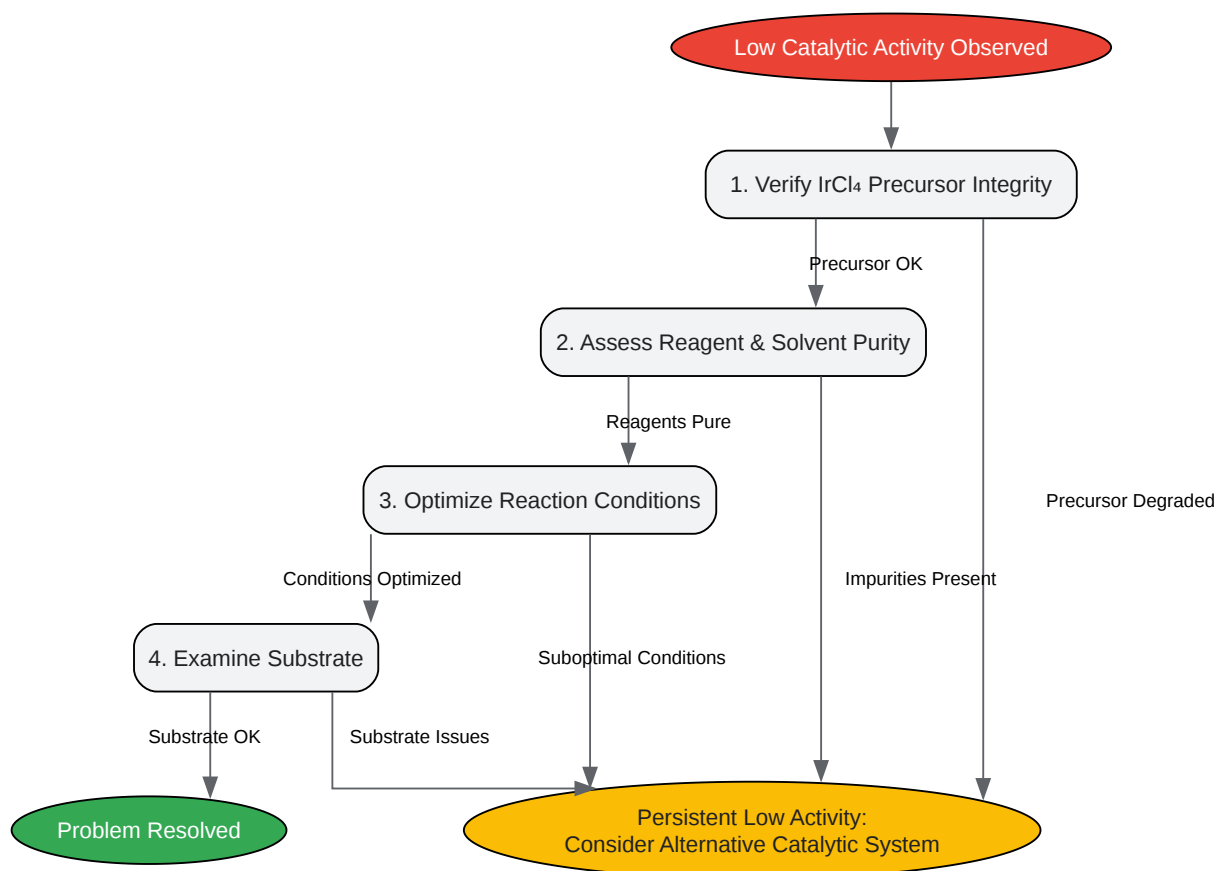 Low Catalytic Activity Observed
1. Verify IrCl₄ Precursor Integrity
Precursor OK
2. Assess Reagent & Solvent Purity
Reagents Pure
3. Optimize Reaction Conditions
Precursor Degraded
Conditions Optimized
Impurities Present
4. Examine Substrate
Suboptimal Conditions
Substrate OK
Substrate Issues
Problem Resolved
Persistent Low Activity:
Consider Alternative Catalytic System